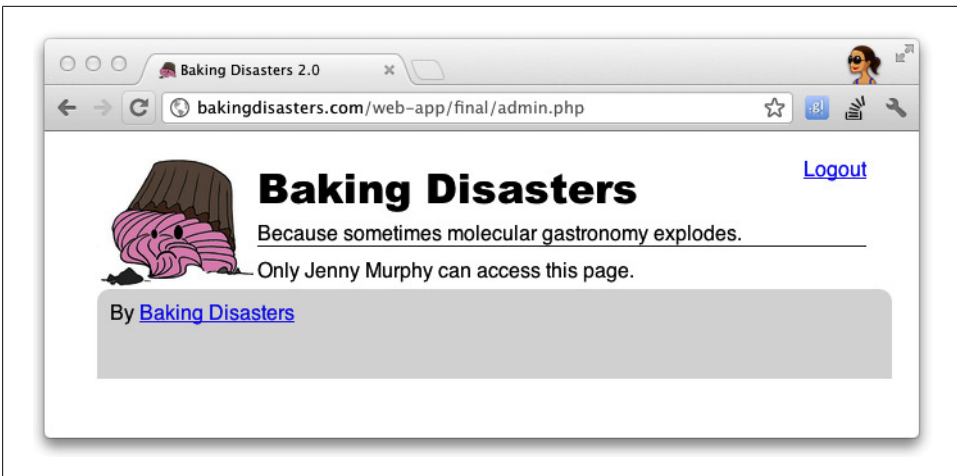 Baking Disasters 2.0
bakingdisasters.com/web-app/final/admin.php
:g!
Logout
Baking Disasters
Because sometimes molecular gastronomy explodes.
Only Jenny Murphy can access this page.
By Baking Disasters